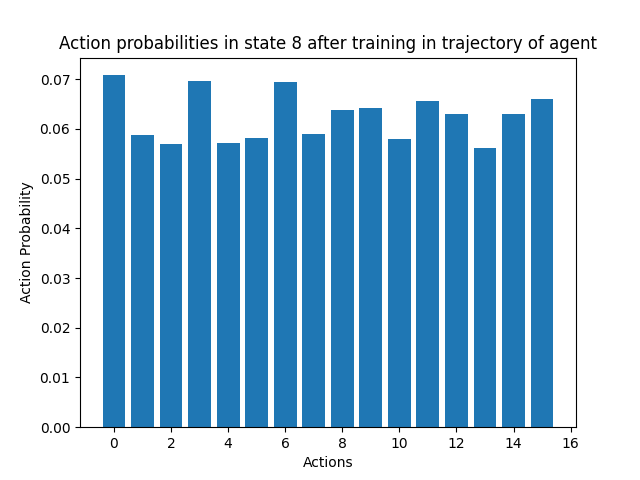 Action probabilities in state 8 after training in trajectory of agent
0.07
0.06
0.05
0.04
0.03
0.02
0.01
0.00
Action Probability
0 2 4 6 8 10 12 14 16
Actions